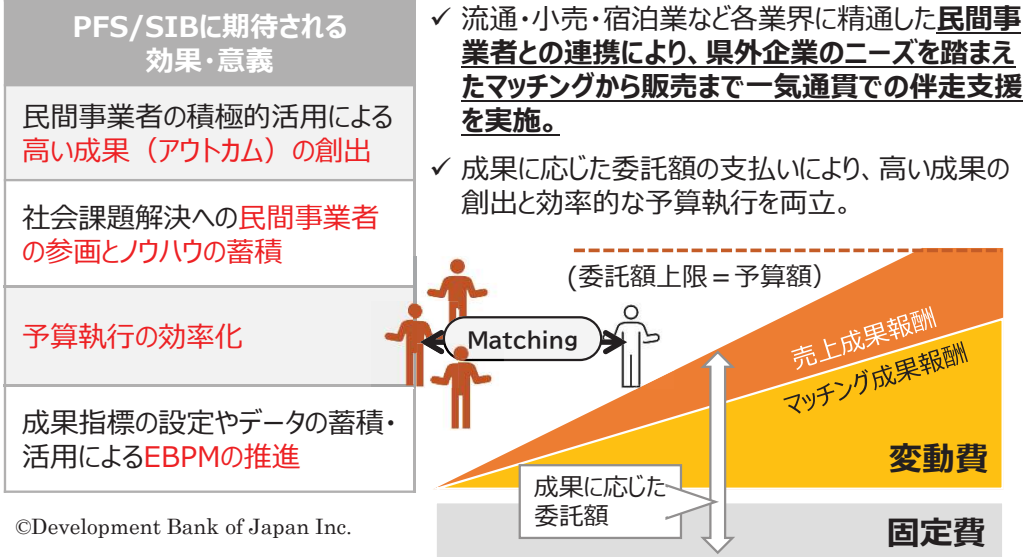 PFS/SIBに期待される
効果・意義
民間事業者の積極的活用による
高い成果（アウトカム）の創出
社会課題解決への民間事業者
の参画とノウハウの蓄積
予算執行の効率化
成果指標の設定やデータの蓄積・
活用によるEBPMの推進
©Development Bank of Japan Inc.
✓ 流通・小売・宿泊業など各業界に精通した民間事
業者との連携により、県外企業のニーズを踏まえ
たマッチングから販売まで一気通貫での伴走支援
を実施。
✓ 成果に応じた委託額の支払いにより、高い成果の
創出と効率的な予算執行を両立。
(委託額上限＝予算額）
Matching
売上成果報酬
マッチング成果報酬
変動費
成果に応じた
委託額
固定費